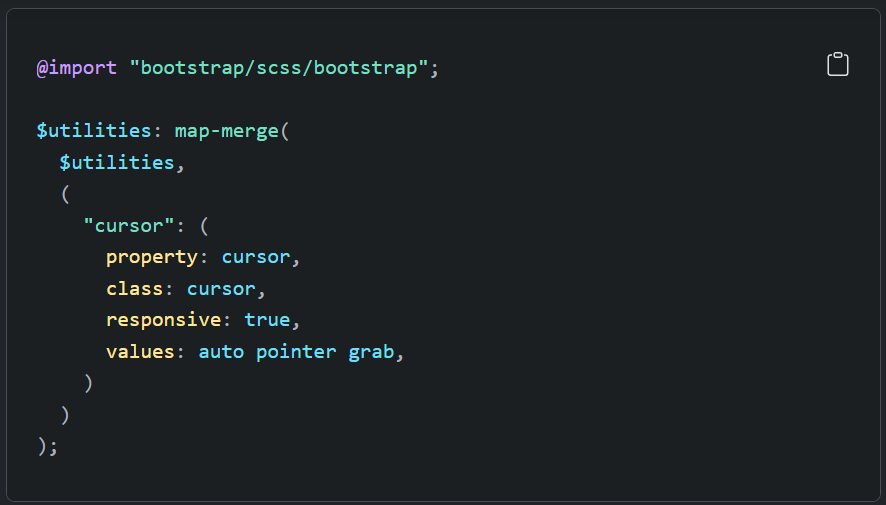 @import "bootstrap/scss/bootstrap";
$utilities: map-merge(
  $utilities,
  (
    "cursor": (
      property: cursor,
      class: cursor,
      responsive: true,
      values: auto pointer grab,
    )
  )
);